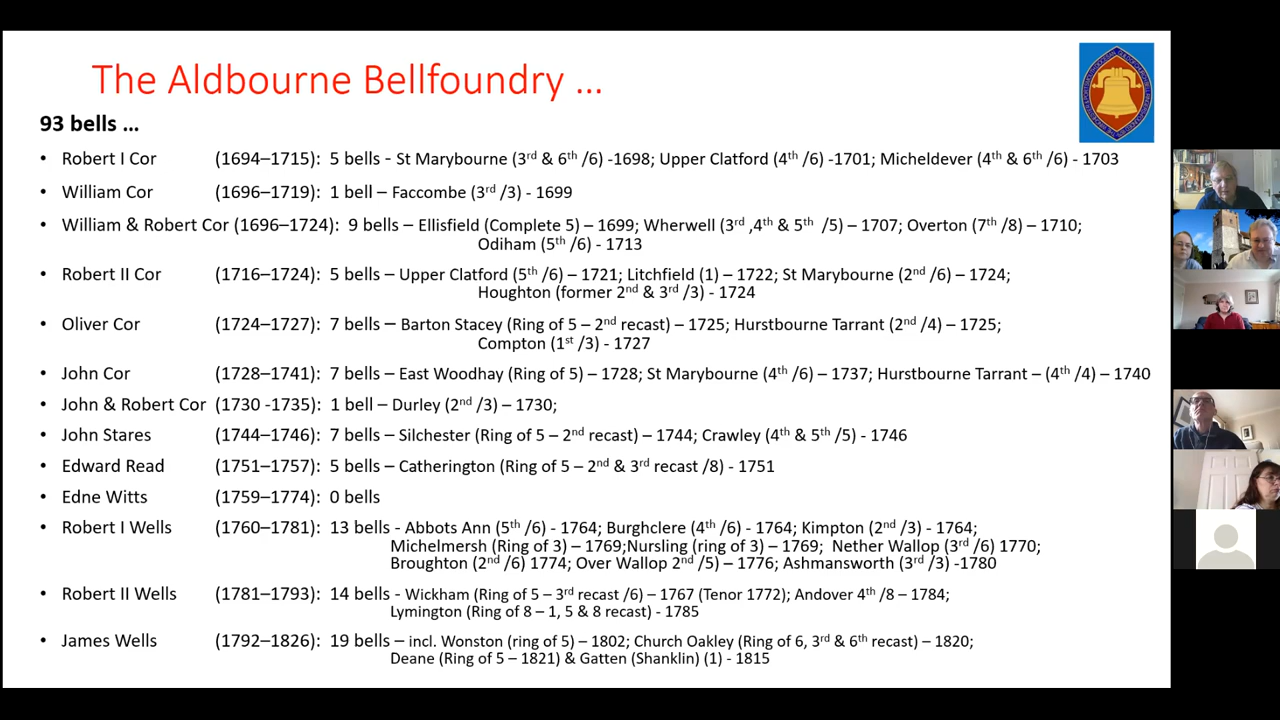 The Aldbourne Bellfoundry ...
93 bells ...
• Robert I Cor (1694–1715): 5 bells - St Marybourne (3rd & 6th /6) -1698; Upper Clatford (4th /6) -1701; Micheldever (4th & 6th /6) - 1703
• William Cor (1696–1719): 1 bell – Faccombe (3rd /3) - 1699
• William & Robert Cor (1696–1724): 9 bells – Ellisfield (Complete 5) – 1699; Wherwell (3rd ,4th & 5th /5) – 1707; Overton (7th /8) – 1710;
Odiham (5th /6) - 1713
• Robert II Cor (1716–1724): 5 bells – Upper Clatford (5th /6) – 1721; Litchfield (1) – 1722; St Marybourne (2nd /6) – 1724;
Houghton (former 2nd & 3rd /3) - 1724
• Oliver Cor (1724–1727): 7 bells – Barton Stacey (Ring of 5 – 2nd recast) – 1725; Hurstbourne Tarrant (2nd /4) – 1725;
Compton (1st /3) - 1727
• John Cor (1728–1741): 7 bells – East Woodhay (Ring of 5) – 1728; St Marybourne (4th /6) – 1737; Hurstbourne Tarrant – (4th /4) – 1740
• John & Robert Cor (1730 -1735): 1 bell – Durley (2nd /3) – 1730;
• John Stares (1744–1746): 7 bells – Silchester (Ring of 5 – 2nd recast) – 1744; Crawley (4th & 5th /5) - 1746
• Edward Read (1751–1757): 5 bells – Catherington (Ring of 5 – 2nd & 3rd recast /8) - 1751
• Edne Witts (1759–1774): 0 bells
• Robert I Wells (1760–1781): 13 bells - Abbots Ann (5th /6) - 1764; Burghclere (4th /6) - 1764; Kimpton (2nd /3) - 1764;
Michelmersh (Ring of 3) – 1769;Nursling (ring of 3) – 1769; Nether Wallop (3rd /6) 1770;
Broughton (2nd /6) 1774; Over Wallop 2nd /5) – 1776; Ashmansworth (3rd /3) -1780
• Robert II Wells (1781–1793): 14 bells - Wickham (Ring of 5 – 3rd recast /6) – 1767 (Tenor 1772); Andover 4th /8 – 1784;
Lymington (Ring of 8 – 1, 5 & 8 recast) - 1785
• James Wells (1792–1826): 19 bells – incl. Wonston (ring of 5) – 1802; Church Oakley (Ring of 6, 3rd & 6th recast) – 1820;
Deane (Ring of 5 – 1821) & Gatten (Shanklin) (1) - 1815